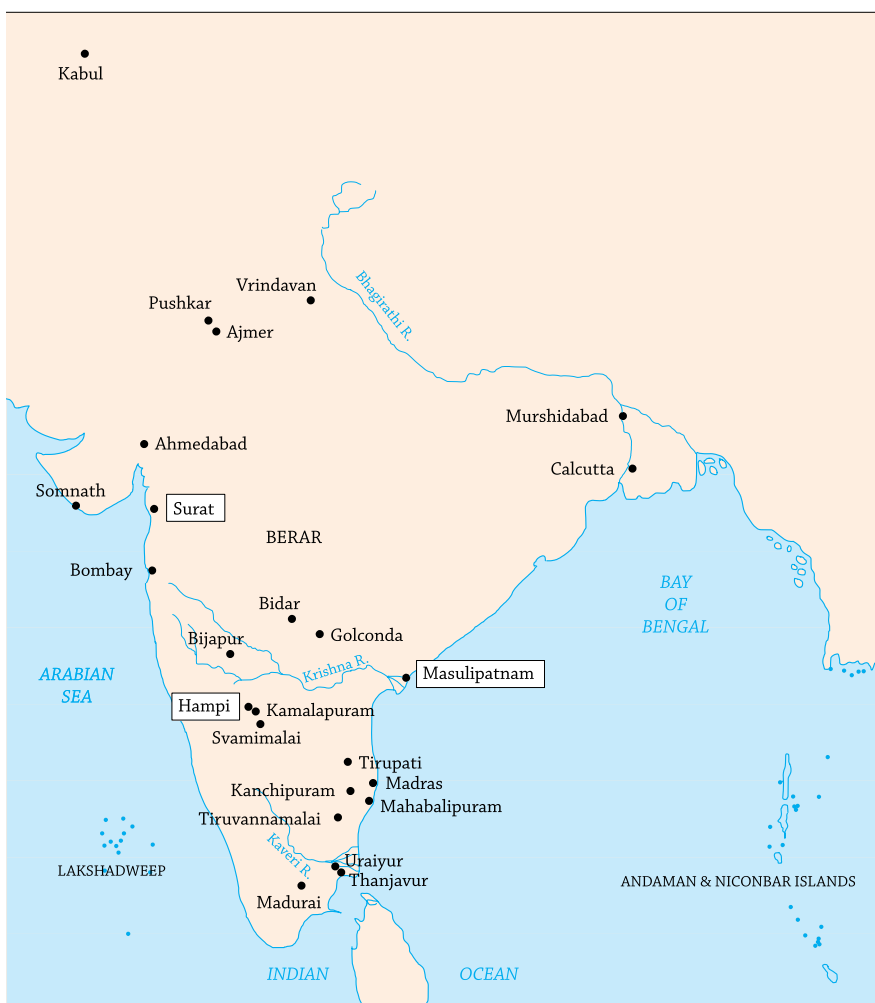 Kabul
Bhagirathi R.
Vrindavan
Pushkar
Ajmer
Murshidabad
Ahmedabad
Calcutta
Somnath
Surat
BERAR
Bombay
BAY
OF
BENGAL
Bidar
Golconda
Bijapur
Krishna R.
Masulipatnam
ARABIAN
SEA
Hampi
Kamalapuram
Svamimalai
Tirupati
Madras
Kanchipuram
Mahabalipuram
Tiruvannamalai
Kaveri R.
Uraiyur
LAKSHADWEEP
Thanjavur
ANDAMAN & NICONBAR ISLANDS
Madurai
INDIAN OCEAN